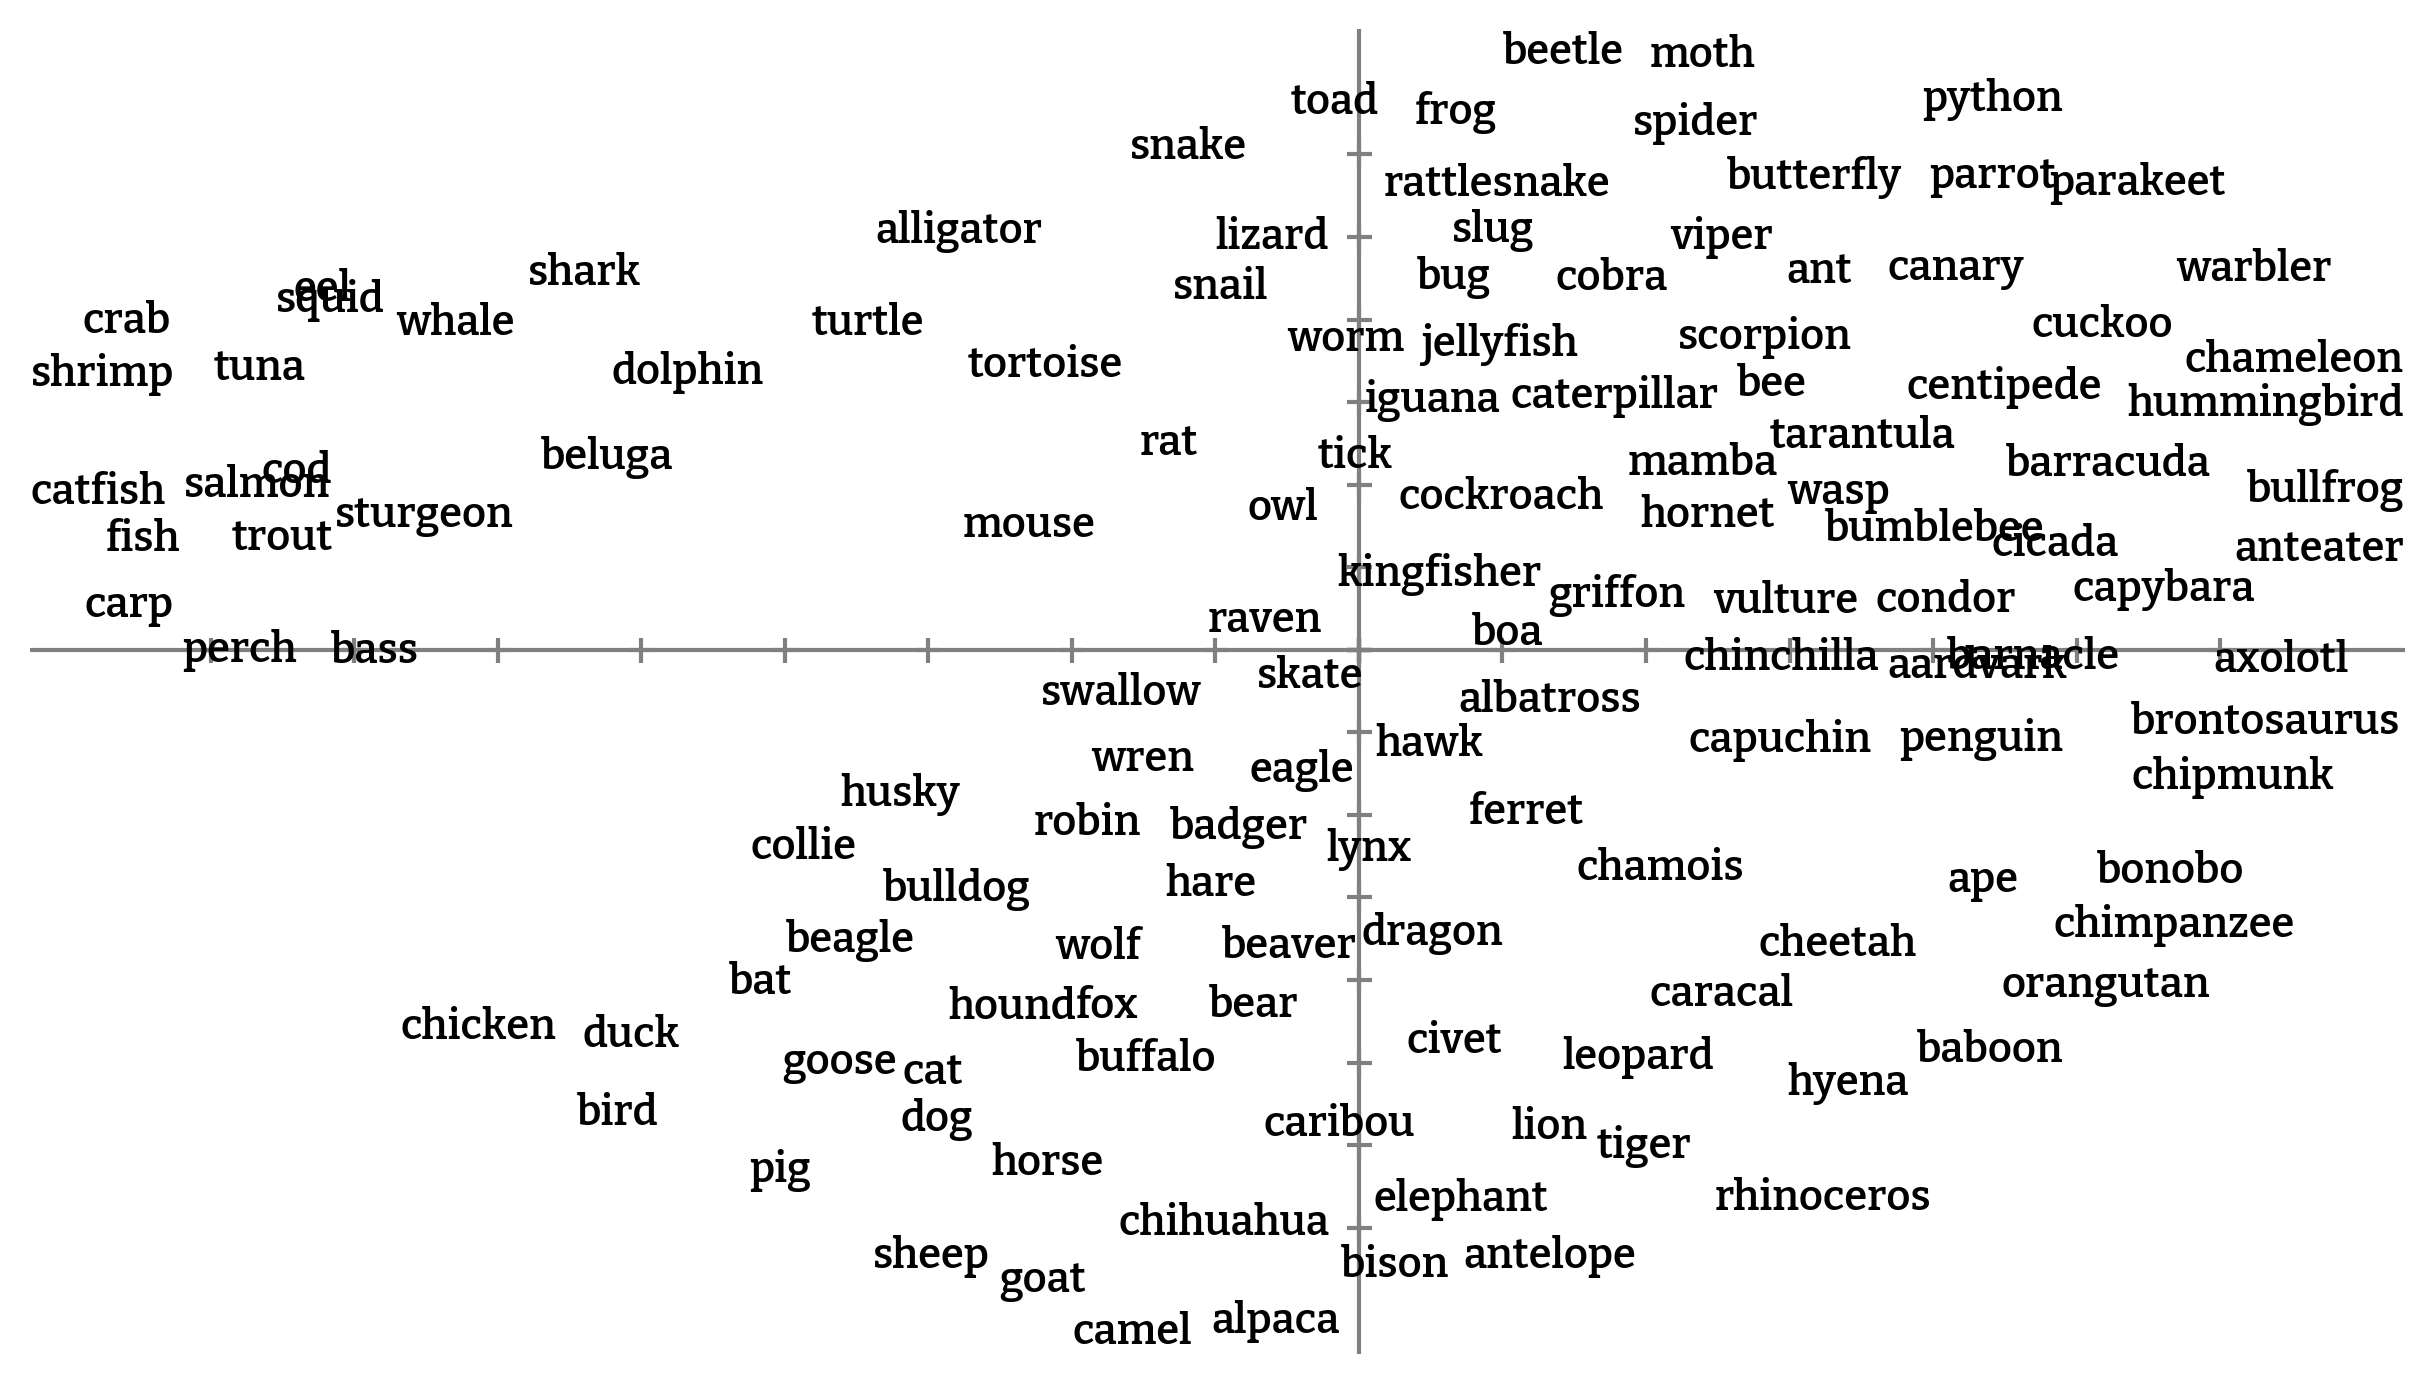 beetle
moth
toad
frog
python
spider
snake
rattlesnake
butterfly
parrot
parakeet
alligator
lizard
slug
viper
shark
snail
bug
cobra
ant
canary
warbler
eel
squid
crab
whale
turtle
worm
jellyfish
scorpion
cuckoo
shrimp
tuna
dolphin
tortoise
chameleon
iguana
caterpillar
bee
centipede
hummingbird
rat
tick
tarantula
beluga
mamba
barracuda
cod
catfish
salmon
sturgeon
owl
cockroach
wasp
bullfrog
fish
trout
mouse
hornet
bumblebee
cicada
anteater
kingfisher
griffon
vulture
condor
capybara
carp
raven
boa
perch
bass
skate
chinchilla
aardvark
barnacle
axolotl
swallow
albatross
brontosaurus
wren
eagle
hawk
capuchin
penguin
chipmunk
husky
robin
badger
ferret
collie
lynx
bulldog
hare
chamois
ape
bonobo
beagle
wolf
beaver
dragon
cheetah
chimpanzee
bat
hound
fox
bear
caracal
orangutan
chicken
duck
goose
cat
buffalo
civet
leopard
baboon
hyena
bird
dog
caribou
lion
tiger
pig
horse
elephant
rhinoceros
chihuahua
sheep
goat
bison
antelope
camel
alpaca